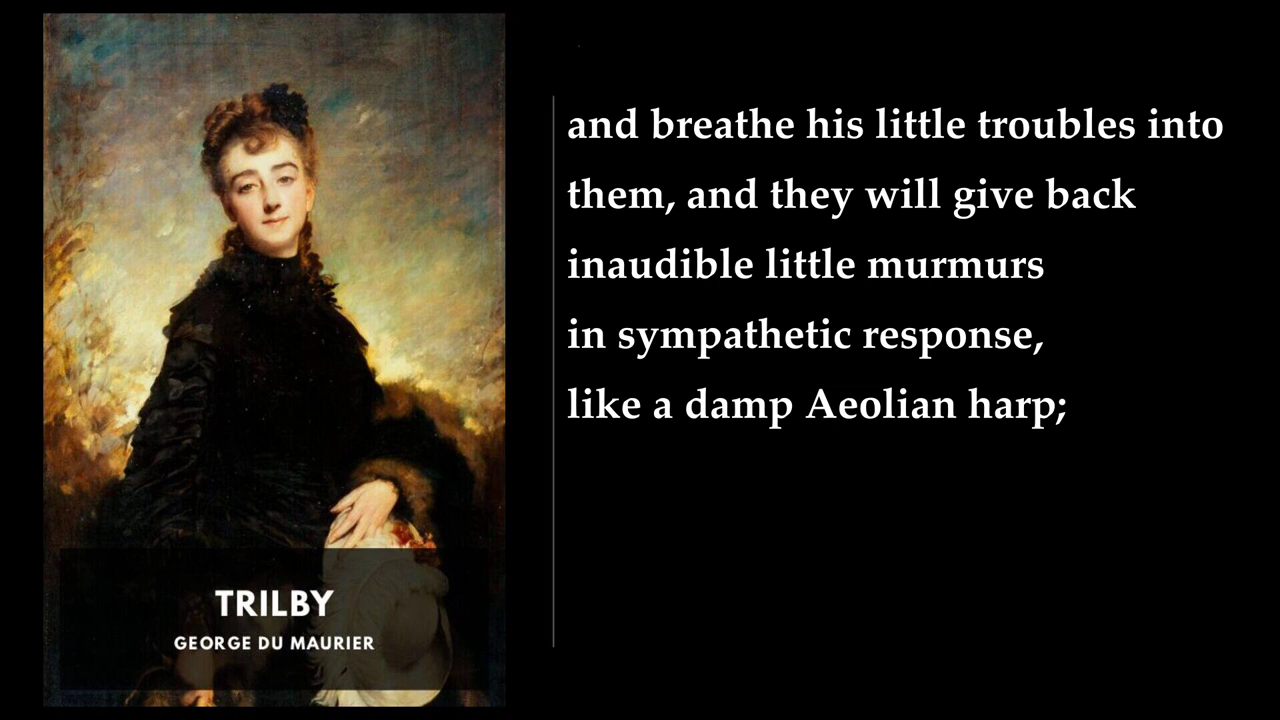 and breathe his little troubles into
them, and they will give back
inaudible little murmurs
in sympathetic response,
like a damp Aeolian harp;
TRILBY
GEORGE DU MAURIER